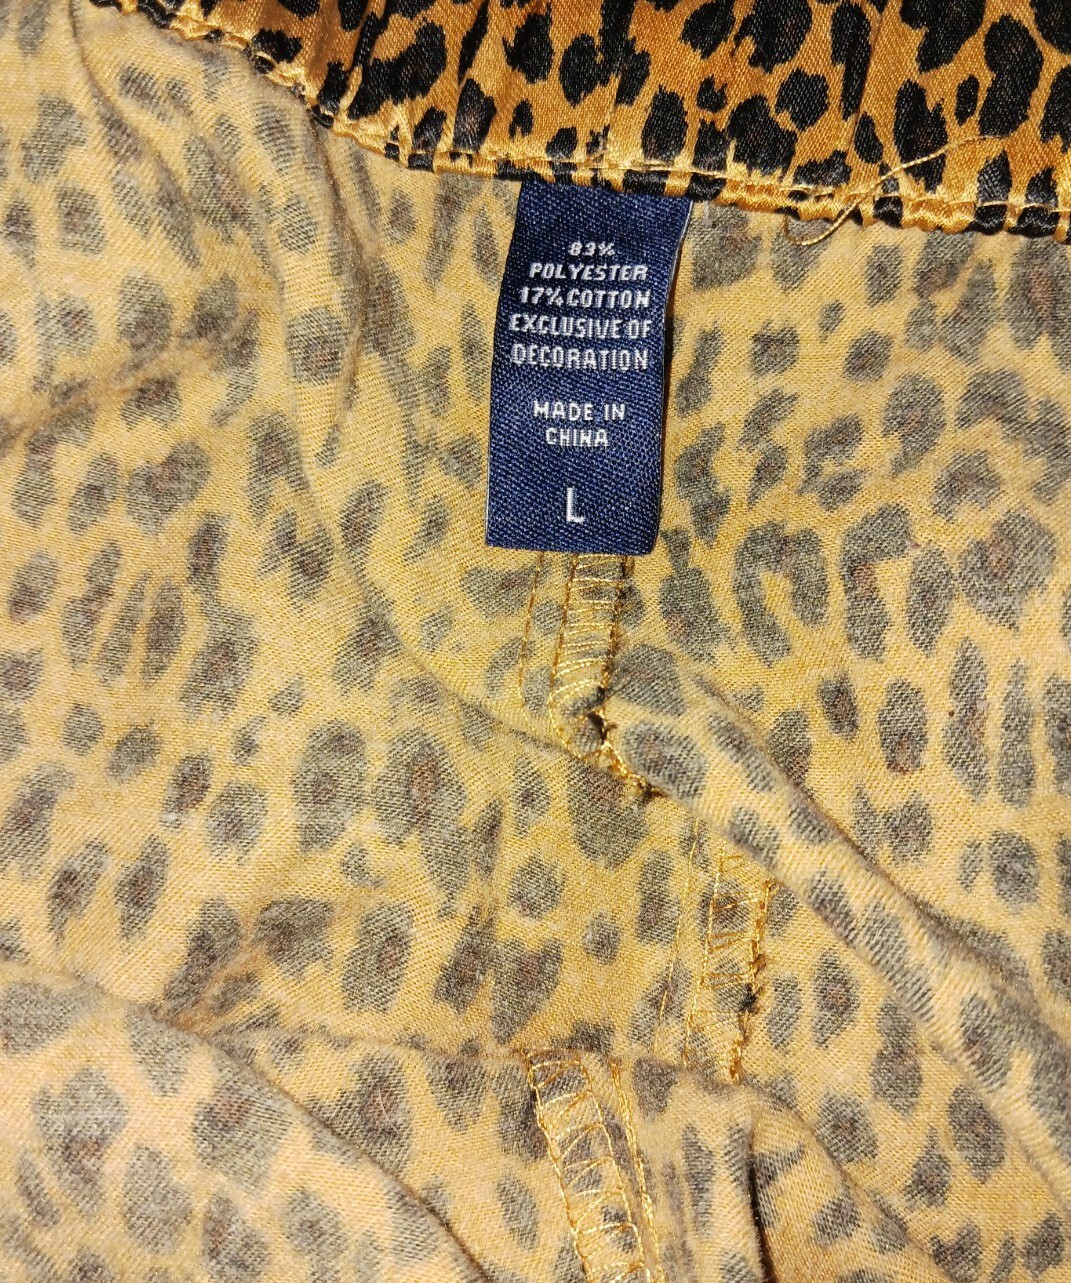 83%
POLYESTER
17% COTTON
EXCLUSIVE OF
DECORATION
MADE IN
CHINA
L